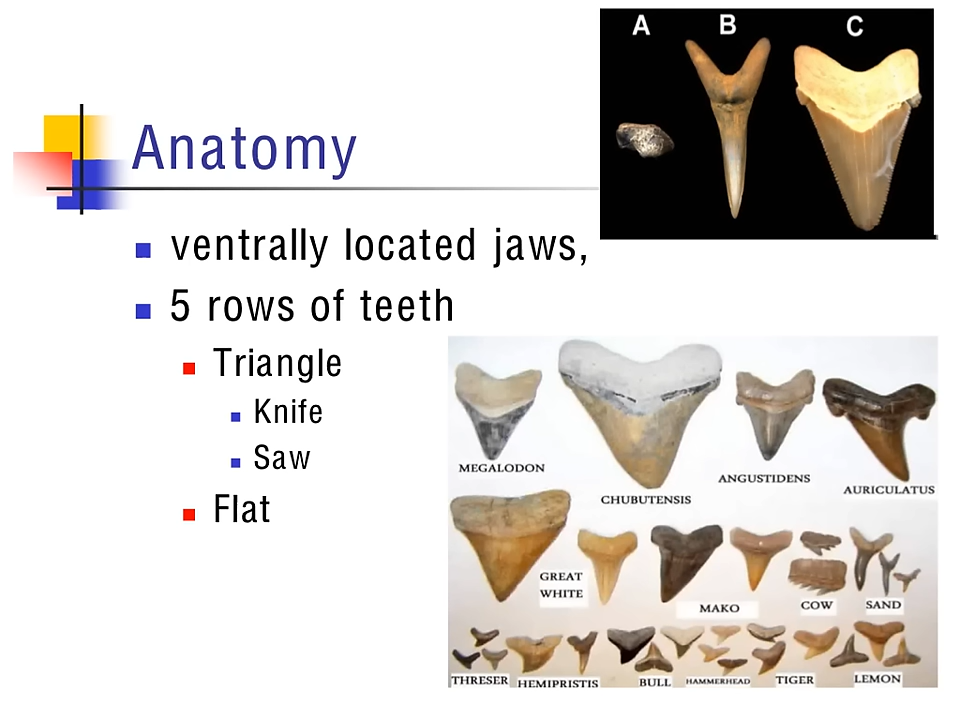 A B C
Anatomy
ventrally located jaws,
5 rows of teeth
Triangle
Knife
Saw
Flat
MEGALODON
CHUBUTENSIS
ANGUSTIDENS
AURICULATUS
GREAT
WHITE
MAKO
COW
SAND
THRESER
HEMIPRISTIS
BULL
HAMMERHEAD
TIGER
LEMON